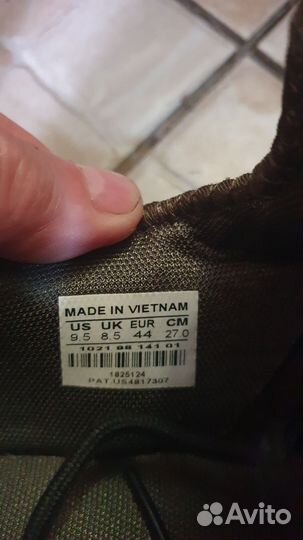 MADE IN VIETNAM
US UK EUR CM
9.5 8.5 44 27.0
1021 98 141 01
1825124
PAT.US4817307
Avito